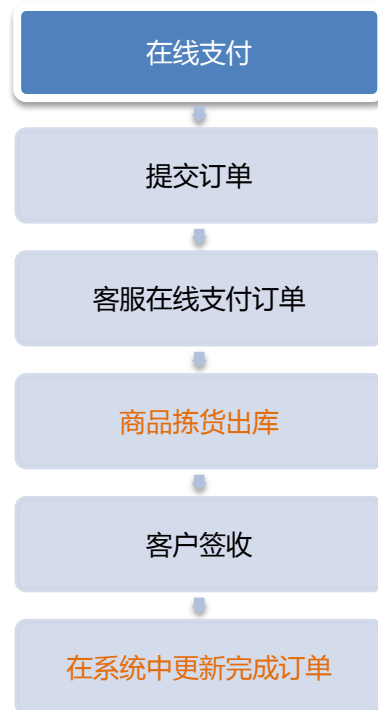 在线支付
提交订单
客服在线支付订单
商品拣货出库
客户签收
在系统中更新完成订单